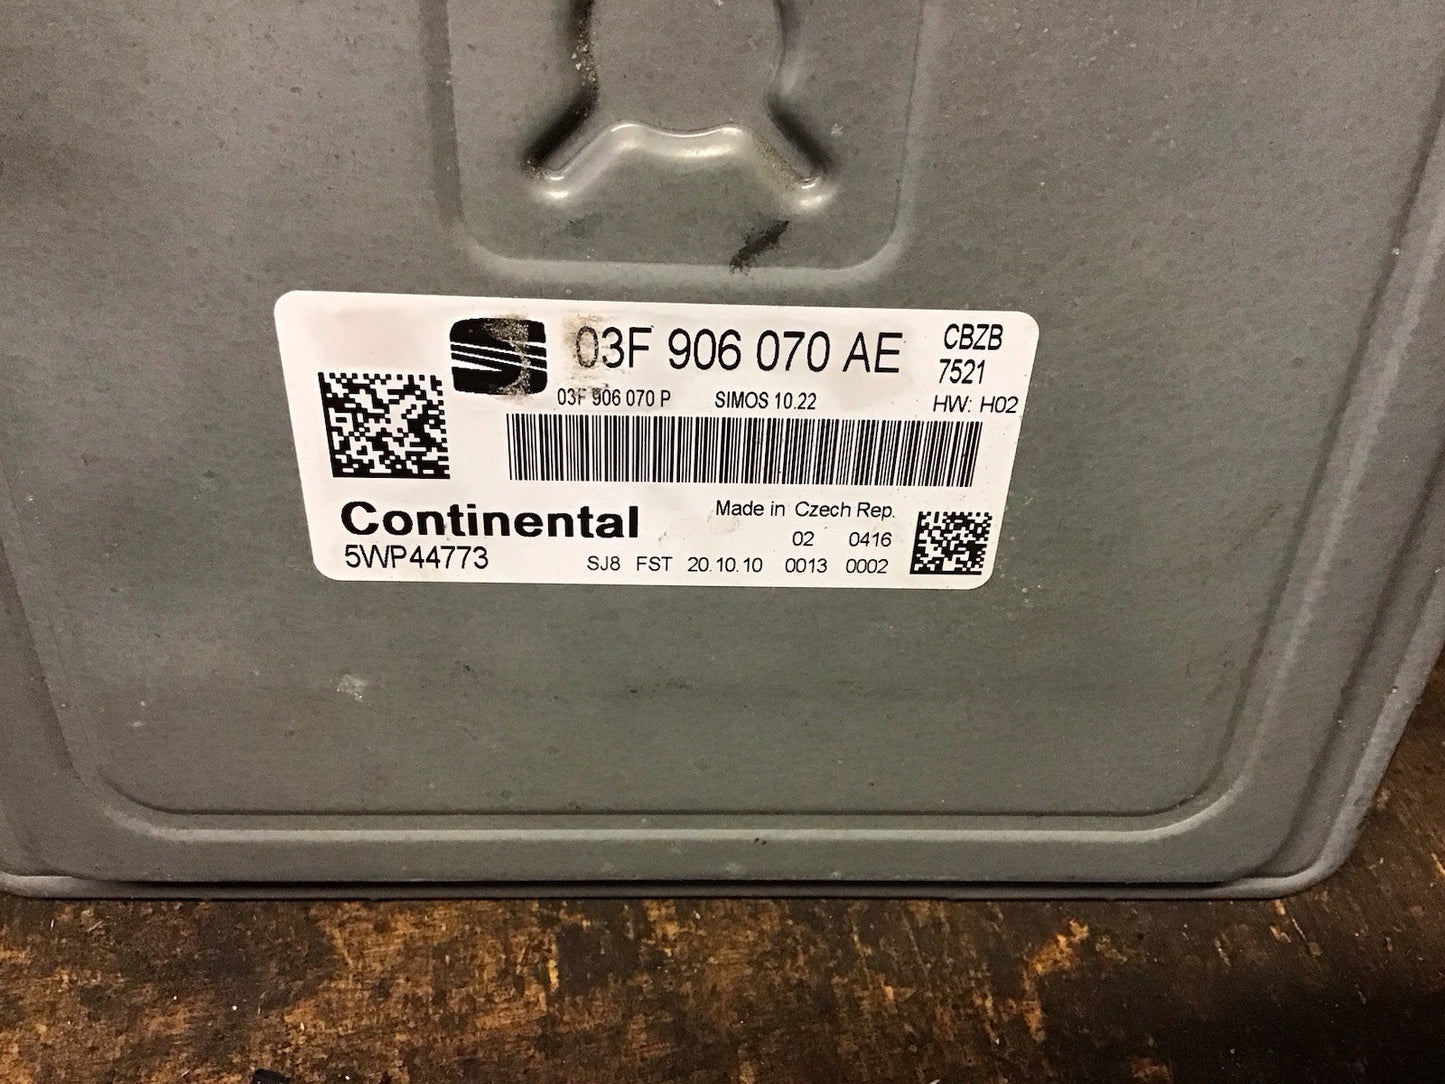 03F 906 070 AE
CBZB
7521
03F 906 070 P SIMOS 10.22
HW: H02
Continental
Made in Czech Rep.
02 0416
5WP44773
SJ8 FST 20.10.10 0013 0002